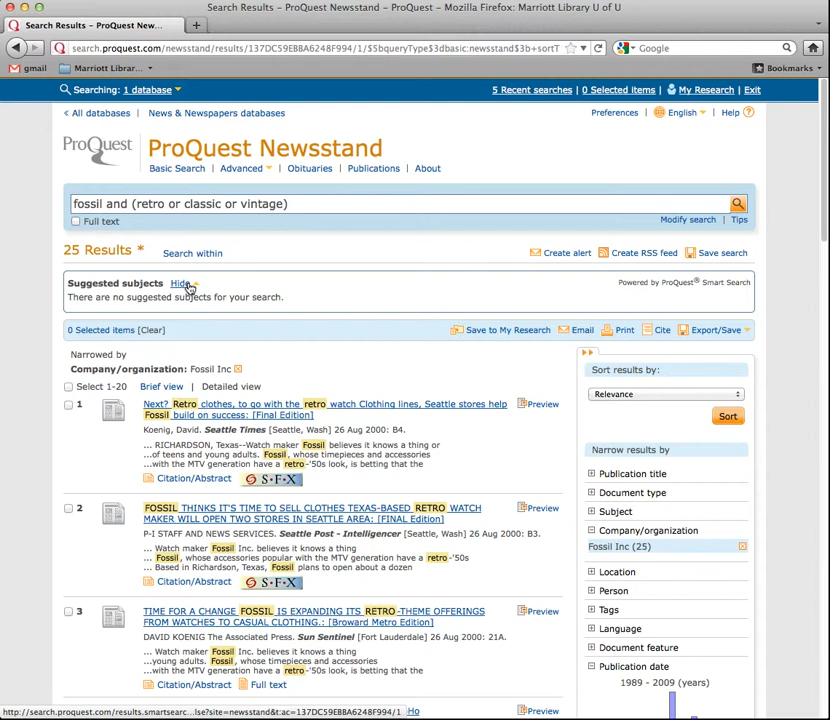 Search Results – ProQuest Newsstand – ProQuest – Mozilla Firefox: Marriott Library U of U
Search Results – ProQuest New...
search.proquest.com/newsstand/results/137DC59EBBA6248F994/1/$5bqueryType$3dbasic:newsstand$3b+sortT
Google
gmail
Marriot Librar...
Bookmarks
Searching: 1 database
5 Recent searches | 0 Selected items | My Research | Exit
< All databases | News & Newspapers databases
Preferences | English | Help
ProQuest
ProQuest Newsstand
Basic Search | Advanced | Obituaries | Publications | About
fossil and (retro or classic or vintage)
Full text
Modify search | Tips
25 Results * Search within
Create alert Create RSS feed Save search
Suggested subjects Hide
Powered by ProQuest® Smart Search
There are no suggested subjects for your search.
0 Selected items [Clear]
Save to My Research Email Print Cite Export/Save
Narrowed by
Company/organization: Fossil Inc
Select 1-20 Brief view | Detailed view
1 Next? Retro clothes, to go with the retro watch Clothing lines, Seattle stores help
Fossil build on success: [Final Edition]
Preview
Koenig, David. Seattle Times [Seattle, Wash] 26 Aug 2000: B4.
... RICHARDSON, Texas--Watch maker Fossil believes it knows a thing or
...of teens and young adults. Fossil, whose timepieces and accessories
...with the MTV generation have a retro-'50s look, is betting that the
Citation/Abstract
S·F·X
2 FOSSIL THINKS IT'S TIME TO SELL CLOTHES TEXAS-BASED RETRO WATCH
MAKER WILL OPEN TWO STORES IN SEATTLE AREA: [FINAL Edition]
Preview
P-I STAFF AND NEWS SERVICES. Seattle Post - Intelligencer [Seattle, Wash] 26 Aug 2000: B3.
... Watch maker Fossil Inc. believes it knows a thing
...Fossil, whose accessories popular with the MTV generation have a retro-'50s
... Based in Richardson, Texas, Fossil plans to open about a dozen
Citation/Abstract
S·F·X
3 TIME FOR A CHANGE FOSSIL IS EXPANDING ITS RETRO-THEME OFFERINGS
FROM WATCHES TO CASUAL CLOTHING.: [Broward Metro Edition]
Preview
DAVID KOENIG The Associated Press. Sun Sentinel [Fort Lauderdale] 26 Aug 2000: 21A.
... Watch maker Fossil Inc. believes it knows a thing
...young adults. Fossil, whose timepieces and accessories
...with the MTV generation have a retro-'50s look, is betting that the
Citation/Abstract Full text
Preview
Sort results by:
Relevance
Sort
Narrow results by
Publication title
Document type
Subject
Company/organization
Fossil Inc (25)
Location
Person
Tags
Language
Document feature
Publication date
1989 - 2009 (years)
http://search.proquest.com/results.smartsearc...lse?site=newsstand&t:ac=137DC59EBBA6248F994/1 Ho